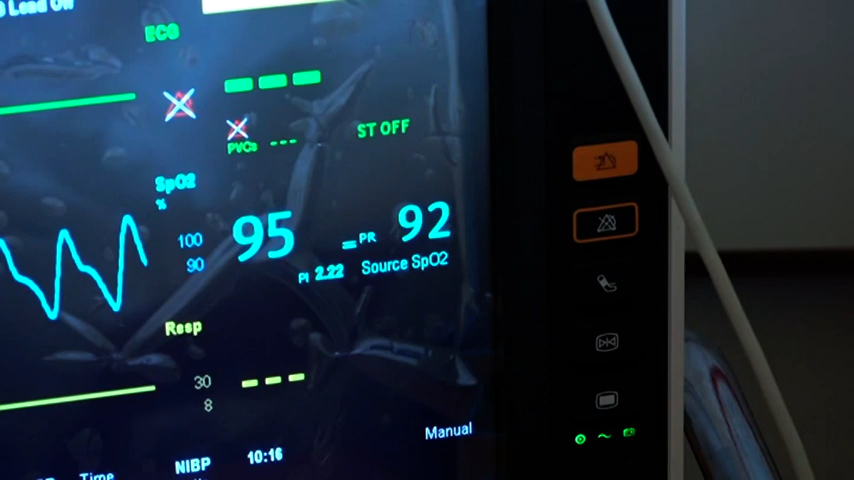 Lead Off
ECG
PVCs ---
ST OFF
SpO2
%
100
90
95
PR
92
PI 2.22
Source SpO2
Resp
30
8
---
Manual
Time
NIBP
10:16